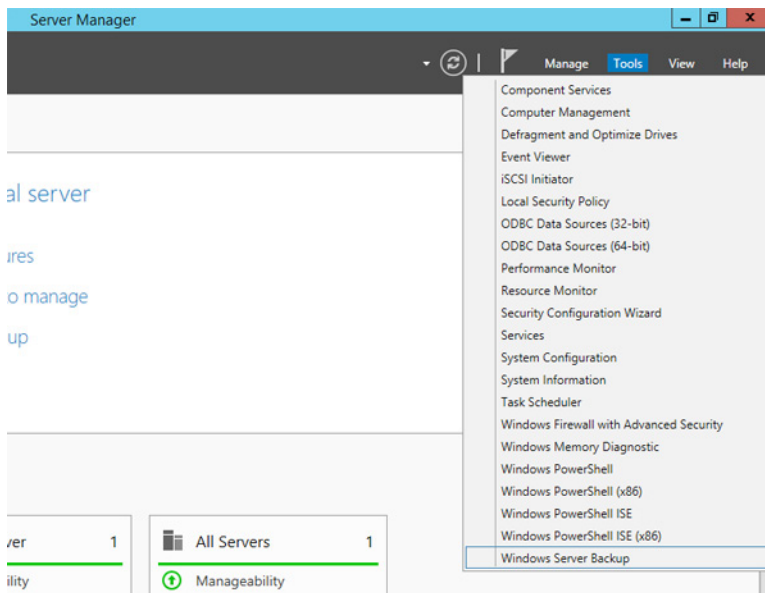 Server Manager
Manage Tools View Help
Component Services
Computer Management
Defragment and Optimize Drives
Event Viewer
iSCSI Initiator
Local Security Policy
ODBC Data Sources (32-bit)
ODBC Data Sources (64-bit)
Performance Monitor
Resource Monitor
Security Configuration Wizard
Services
System Configuration
System Information
Task Scheduler
Windows Firewall with Advanced Security
Windows Memory Diagnostic
Windows PowerShell
Windows PowerShell (x86)
Windows PowerShell ISE
Windows PowerShell ISE (x86)
Windows Server Backup
al server
ures
o manage
up
ver 1
ility
All Servers 1
Manageability